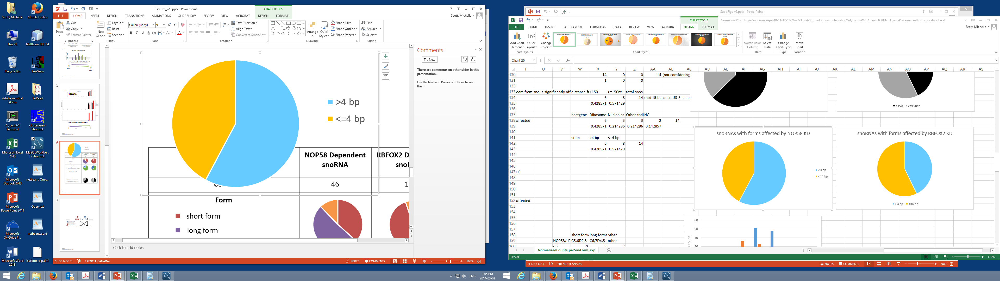 Scott, Michelle
Mozilla Firefox
This PC
NetBeans IDE 7.4
Recycle Bin
TreeView
Adobe Acrobat
XI Pro
ToRead
Cygwin64
Terminal
cluster.exe -
Shortcut
Microsoft Excel
2013
MySQLWorkbe...
- Shortcut
Microsoft
Outlook 2013
netbeans_Xmx...
Microsoft
PowerPoint 2013
Query.txt
Microsoft
SkyDrive P...
netbeans.conf
Microsoft Word
2013
isoform_exp.diff
Figures_v23.pptx - PowerPoint
CHART TOOLS
FILE HOME INSERT DESIGN TRANSITIONS ANIMATIONS SLIDE SHOW REVIEW VIEW ACROBAT DESIGN FORMAT
Scott, Michelle
Paste
Cut
Copy
Format Painter
Clipboard
New
Slide
Layout
Reset
Section
Slides
Calibri (Body) 9
Font
Text Direction
Align Text
Convert to SmartArt
Paragraph
Arrange
Quick
Styles
Shape Fill
Shape Outline
Shape Effects
Drawing
Find
Replace
Select
Editing
5
6
7
>4 bp
<=4 bp
NOP58 Dependent
snoRNA
RBFOX2 D
46
Form
short form
long form
Click to add notes
Comments
New
There are comments on other slides in this
presentation.
Use the Next and Previous buttons to see
them.
SLIDE 6 OF 7 FRENCH (CANADA) NOTES COMMENTS 190%
SuppFigs_v5.pptx - PowerPoint
CHART TOOLS
NormalizedCounts_perSnoForm_exp9-10-11-12-13-26-27-33-34-35_predominantInfo_ratio_OnlyFormsWithAtLeast1CPMinLF_onlyPredominantForms_v5.xlsx - Excel
FILE HOME INSERT PAGE LAYOUT FORMULAS DATA REVIEW VIEW ACROBAT DESIGN FORMAT
Scott, Michelle
Add Chart
Element
Quick
Layout
Chart Layouts
Change
Colors
Chart Styles
Switch Row/
Column
Select
Data
Data
Change
Chart Type
Type
Move
Chart
Location
Chart 20
T U V W X Y Z AA AB AC AD AE AF AG AH AI AJ AK AL AM AN AO AP AQ AR AS
130 14 0 0 14 (not considering
131 1 0 0
132
133 eam from sno is significantly aff distance fr <150 >=150nt total snos
134 6 8 14 (not 15 because U3-3 is not
135 0.428571 0.571429
136
137 hostgene Ribosome Nucleolar Other codi NC
138 affected 6 3 3 2 14
139 0.428571 0.214286 0.214286 0.142857
140
141 stem >4 bp <=4 bp
142 6 8 14
143 0.428571 0.571429
144
145
146
147 12)
148
149
150
151
152 affected
153
154
155
156
157
158 short form long forms other
159 NOP58/LF C5,6D2,3 C6,7D4,5 other
160 <-2 2 5 2
<150 >=150nt
snoRNAs with forms affected by NOP58 KD
>4 bp
<=4 bp
snoRNAs with forms affected by RBFOX2 KD
>4 bp <=4 bp
60
50
40
30
count
NormalizedCounts_perSnoForm_exp
READY 110%
SLIDE 4 OF 7 FRENCH (CANADA) NOTES COMMENTS 78%
ENG
1:05 PM
2014-03-03